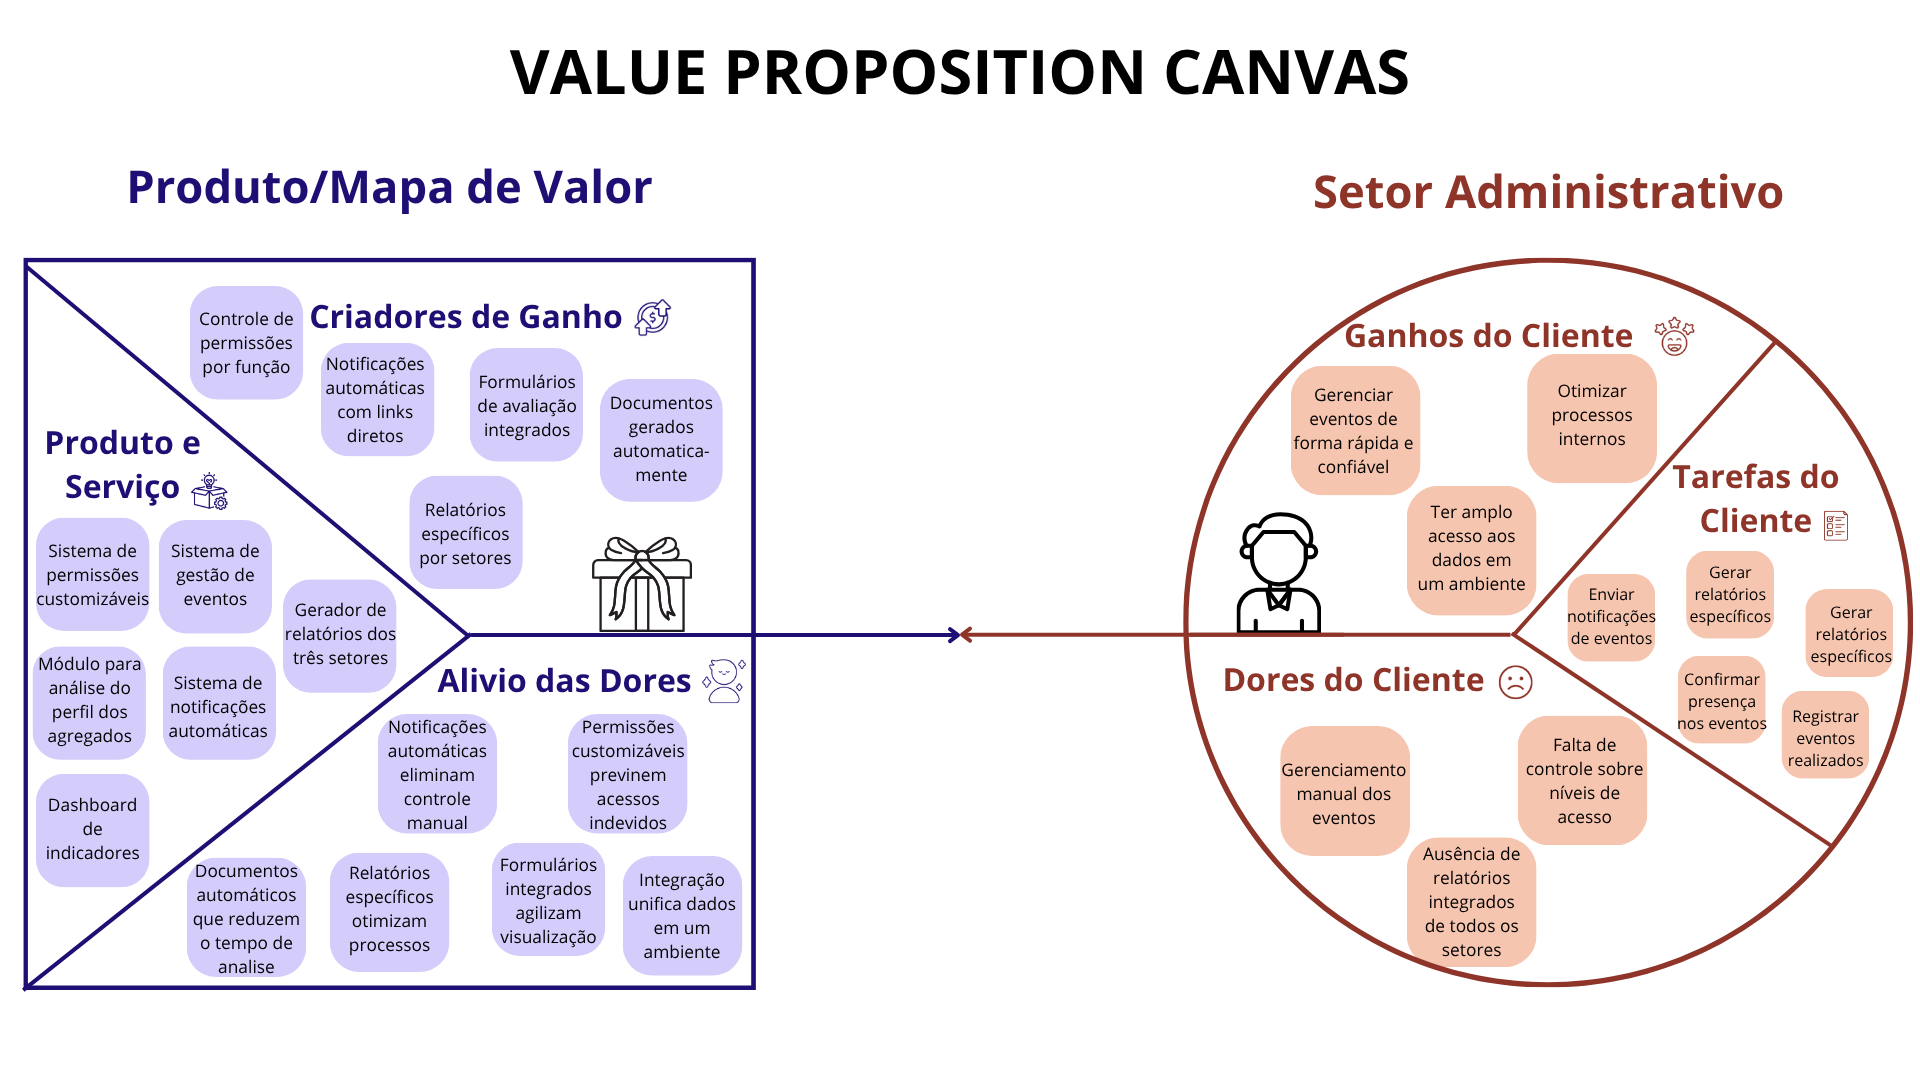 VALUE PROPOSITION CANVAS
Produto/Mapa de Valor
Criadores de Ganho
Controle de
permissões
por função
Notificações
automáticas
com links
diretos
Formulários
de avaliação
integrados
Documentos
gerados
automatica-
mente
Relatórios
específicos
por setores
Produto e
Serviço
Sistema de
permissões
customizáveis
Sistema de
gestão de
eventos
Gerador de
relatórios dos
três setores
Módulo para
análise do
perfil dos
agregados
Sistema de
notificações
automáticas
Dashboard
de
indicadores
Alivio das Dores
Notificações
automáticas
eliminam
controle
manual
Permissões
customizáveis
previnem
acessos
indevidos
Documentos
automáticos
que reduzem
o tempo de
analise
Relatórios
específicos
otimizam
processos
Formulários
integrados
agilizam
visualização
Integração
unifica dados
em um
ambiente
Setor Administrativo
Ganhos do Cliente
Gerenciar
eventos de
forma rápida e
confiável
Otimizar
processos
internos
Ter amplo
acesso aos
dados em
um ambiente
Tarefas do
Cliente
Enviar
notificações
de eventos
Gerar
relatórios
específicos
Gerar
relatórios
específicos
Confirmar
presença
nos eventos
Registrar
eventos
realizados
Dores do Cliente
Gerenciamento
manual dos
eventos
Falta de
controle sobre
níveis de
acesso
Ausência de
relatórios
integrados
de todos os
setores